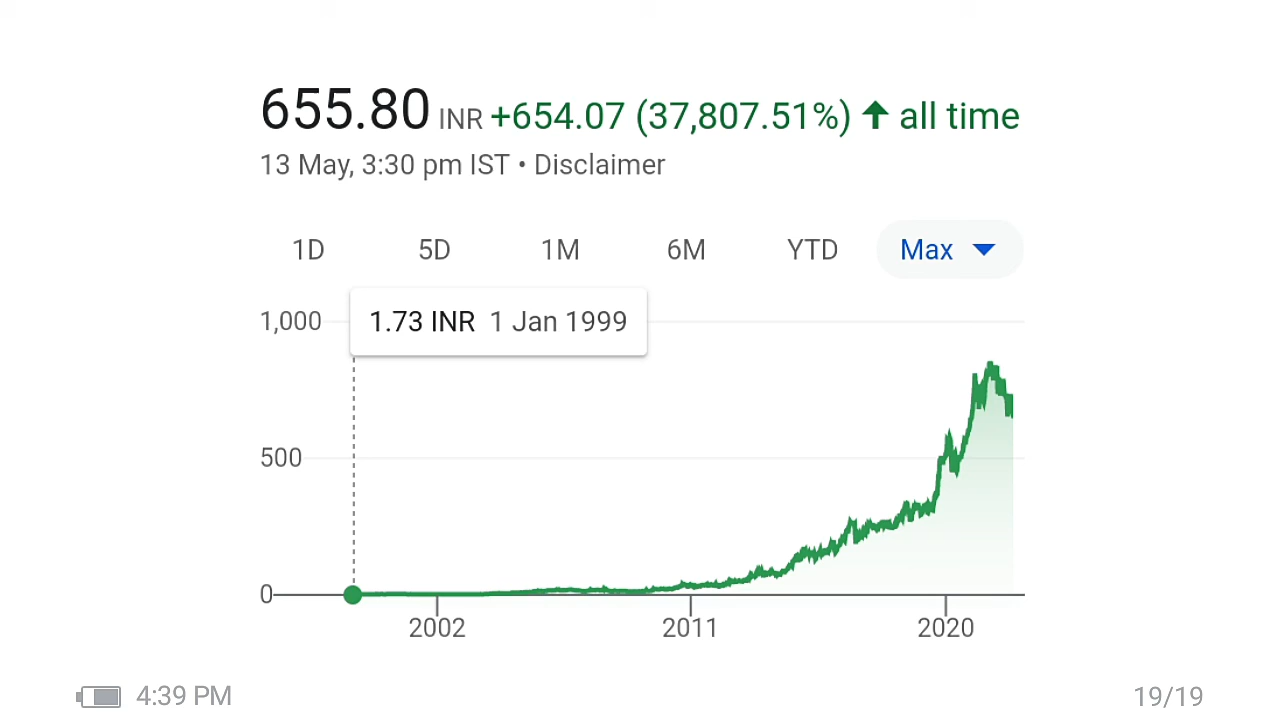 655.80 INR +654.07 (37,807.51%) ↑ all time
13 May, 3:30 pm IST • Disclaimer
1D 5D 1M 6M YTD Max
1,000
1.73 INR 1 Jan 1999
500
0
2002 2011 2020
4:39 PM 19/19